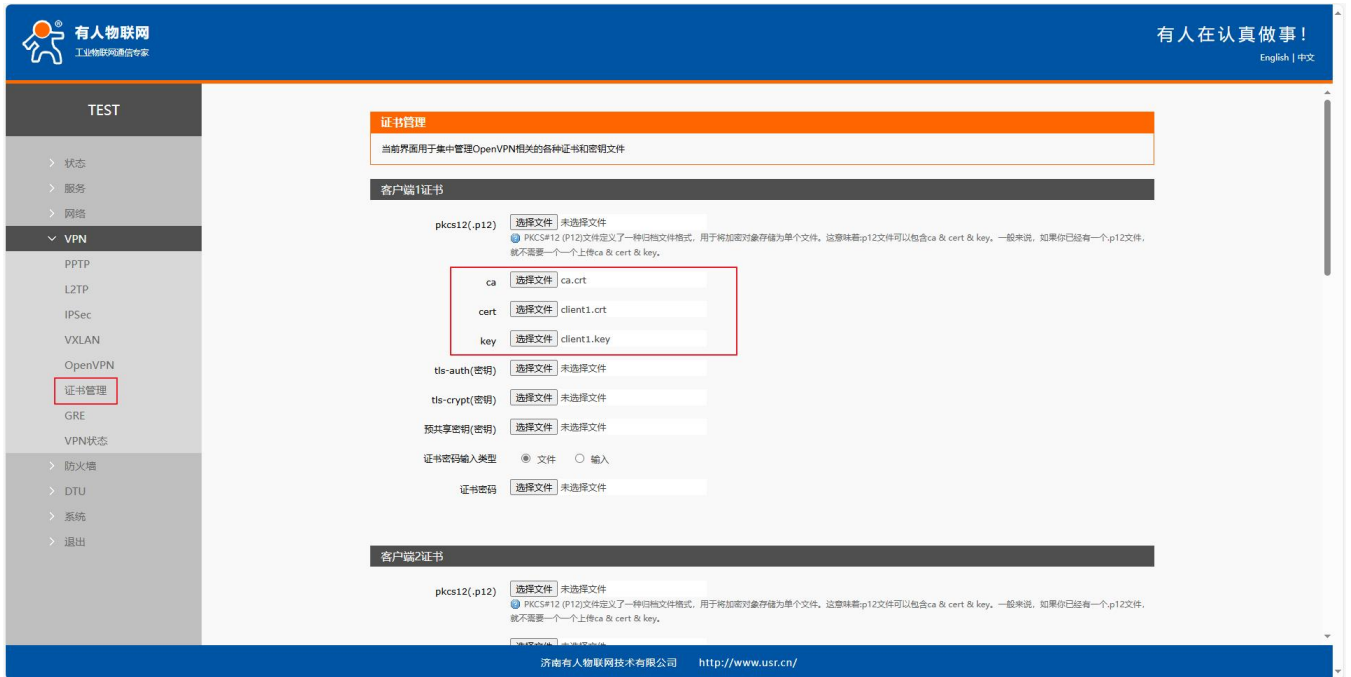 有人物联网
工业物联网通信专家
有人在认真做事！
English | 中文
TEST
状态
服务
网络
VPN
PPTP
L2TP
IPSec
VXLAN
OpenVPN
证书管理
GRE
VPN状态
防火墙
DTU
系统
退出
证书管理
当前界面用于集中管理OpenVPN相关的各种证书和密钥文件
客户端1证书
pkcs12(.p12) 选择文件 未选择文件
PKCS#12 (P12)文件定义了一种归档文件格式，用于将加密对象存储为单个文件。这意味着:p12文件可以包含ca & cert & key。一般来说，如果你已经有一个.p12文件，
就不需要一个一个上传ca & cert & key。
ca 选择文件 ca.crt
cert 选择文件 client1.crt
key 选择文件 client1.key
tls-auth(密钥) 选择文件 未选择文件
tls-crypt(密钥) 选择文件 未选择文件
预共享密钥(密钥) 选择文件 未选择文件
证书密码输入类型 文件 输入
证书密码 选择文件 未选择文件
客户端2证书
pkcs12(.p12) 选择文件 未选择文件
PKCS#12 (P12)文件定义了一种归档文件格式，用于将加密对象存储为单个文件。这意味着:p12文件可以包含ca & cert & key。一般来说，如果你已经有一个.p12文件，
就不需要一个一个上传ca & cert & key。
济南有人物联网技术有限公司 http://www.usr.cn/